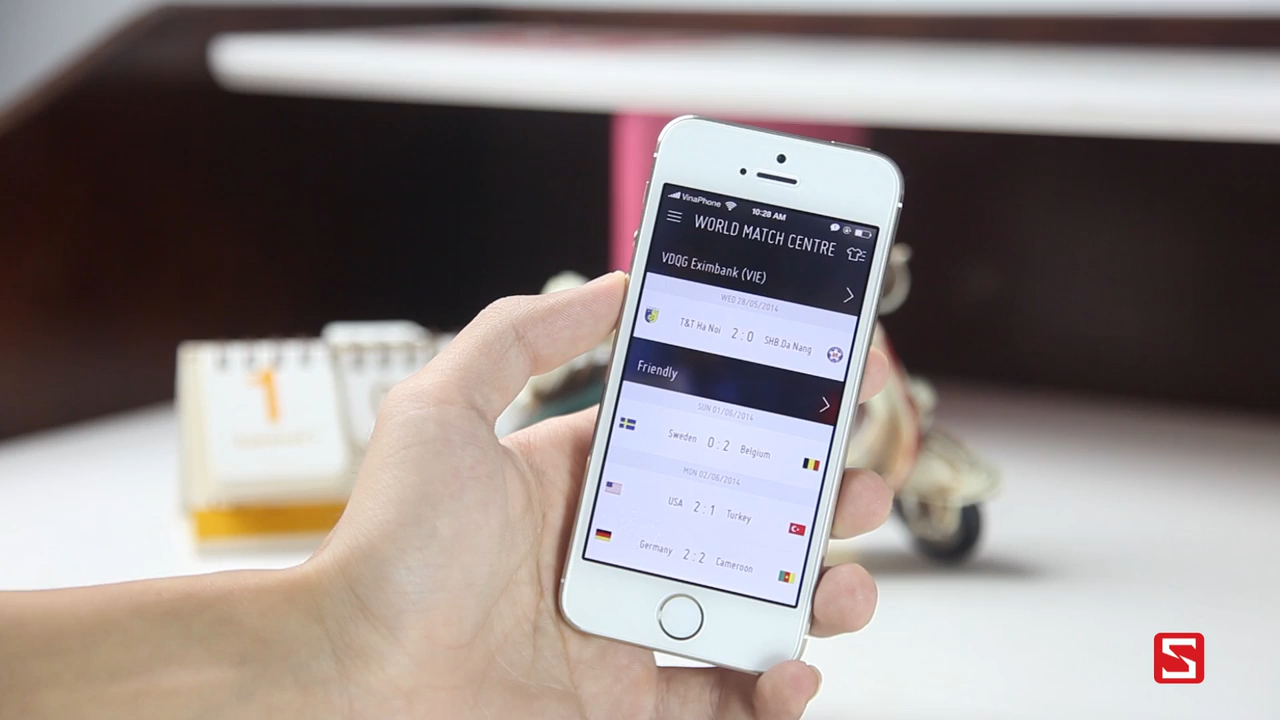 VinaPhone 10:28 AM
WORLD MATCH CENTRE
VDQG Eximbank (VIE)
WED 28/05/2014
T&T Ha Noi 2 : 0 SHB.Da Nang
Friendly
SUN 01/06/2014
Sweden 0 : 2 Belgium
MON 02/06/2014
USA 2 : 1 Turkey
Germany 2 : 2 Cameroon
1
S